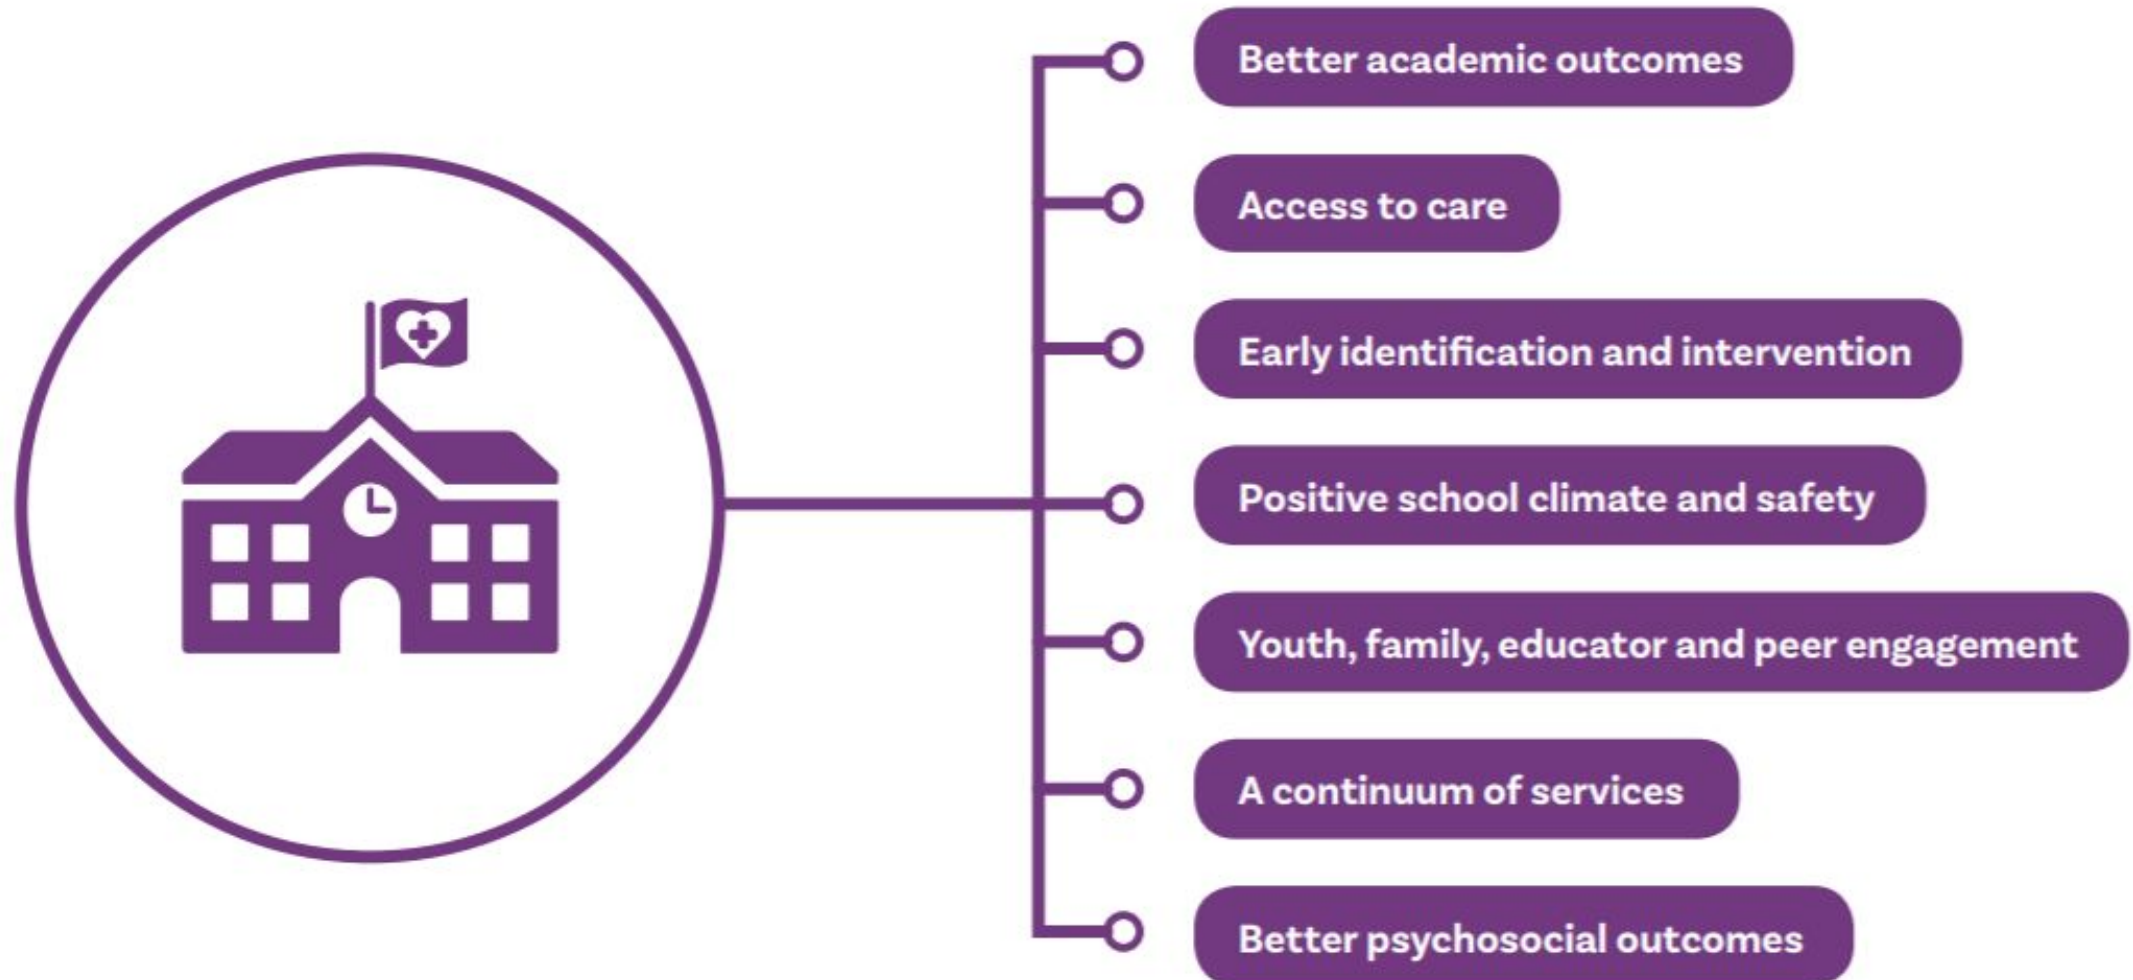 Better academic outcomes
Access to care
Early identification and intervention
Positive school climate and safety
Youth, family, educator and peer engagement
A continuum of services
Better psychosocial outcomes